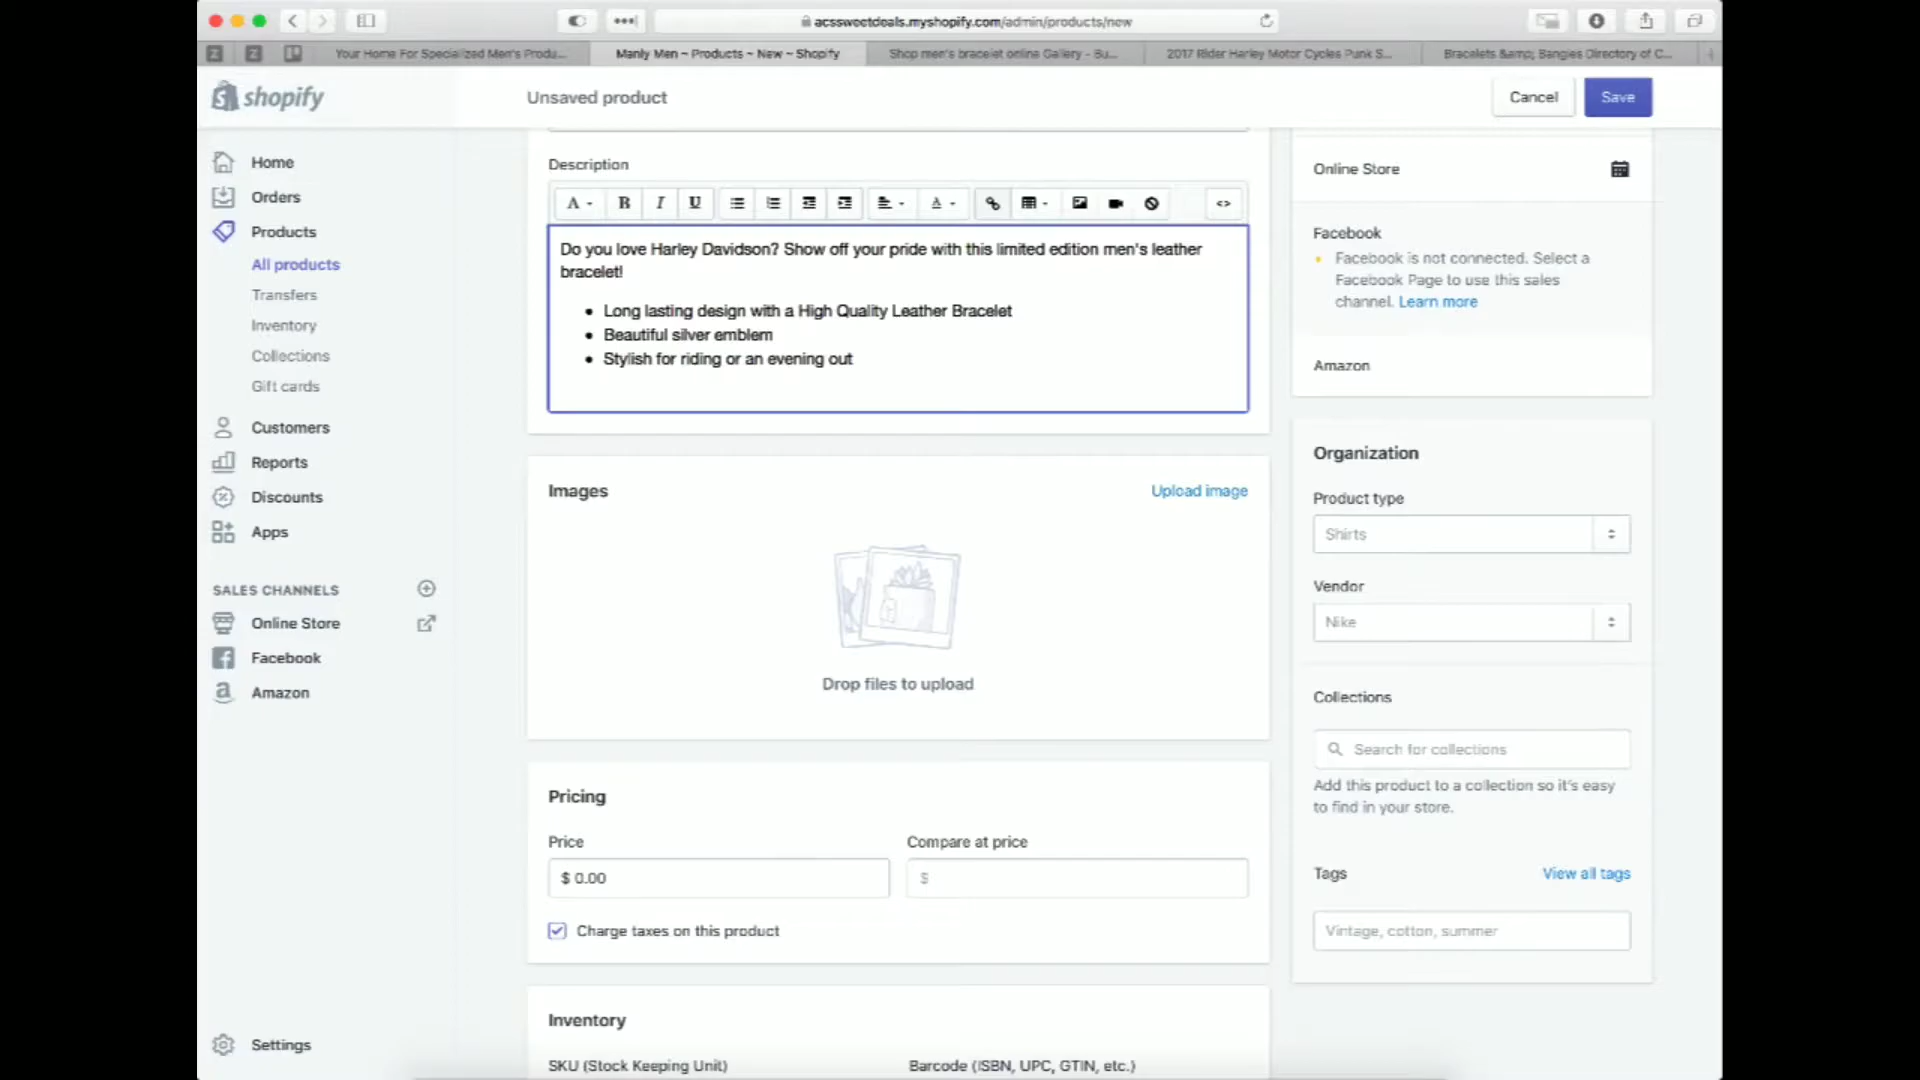 acssweetdeals.myshopify.com/admin/products/new
Your Home For Specialized Men's Produ...
Manly Men ~ Products ~ New ~ Shopify
Shop men's bracelet online Gallery - Bu...
2017 Rider Harley Motor Cycles Punk S...
Bracelets &amp; Bangles Directory of C...
shopify
Unsaved product
Cancel
Save
Home
Orders
Products
All products
Transfers
Inventory
Collections
Gift cards
Customers
Reports
Discounts
Apps
SALES CHANNELS
Online Store
Facebook
Amazon
Settings
Description
A
B
I
U
A
<>
Do you love Harley Davidson? Show off your pride with this limited edition men's leather
bracelet!
• Long lasting design with a High Quality Leather Bracelet
• Beautiful silver emblem
• Stylish for riding or an evening out
Images
Upload image
Drop files to upload
Pricing
Price
Compare at price
$ 0.00
$
Charge taxes on this product
Inventory
SKU (Stock Keeping Unit)
Barcode (ISBN, UPC, GTIN, etc.)
Online Store
Facebook
• Facebook is not connected. Select a
Facebook Page to use this sales
channel. Learn more
Amazon
Organization
Product type
Shirts
Vendor
Nike
Collections
Search for collections
Add this product to a collection so it's easy
to find in your store.
Tags
View all tags
Vintage, cotton, summer